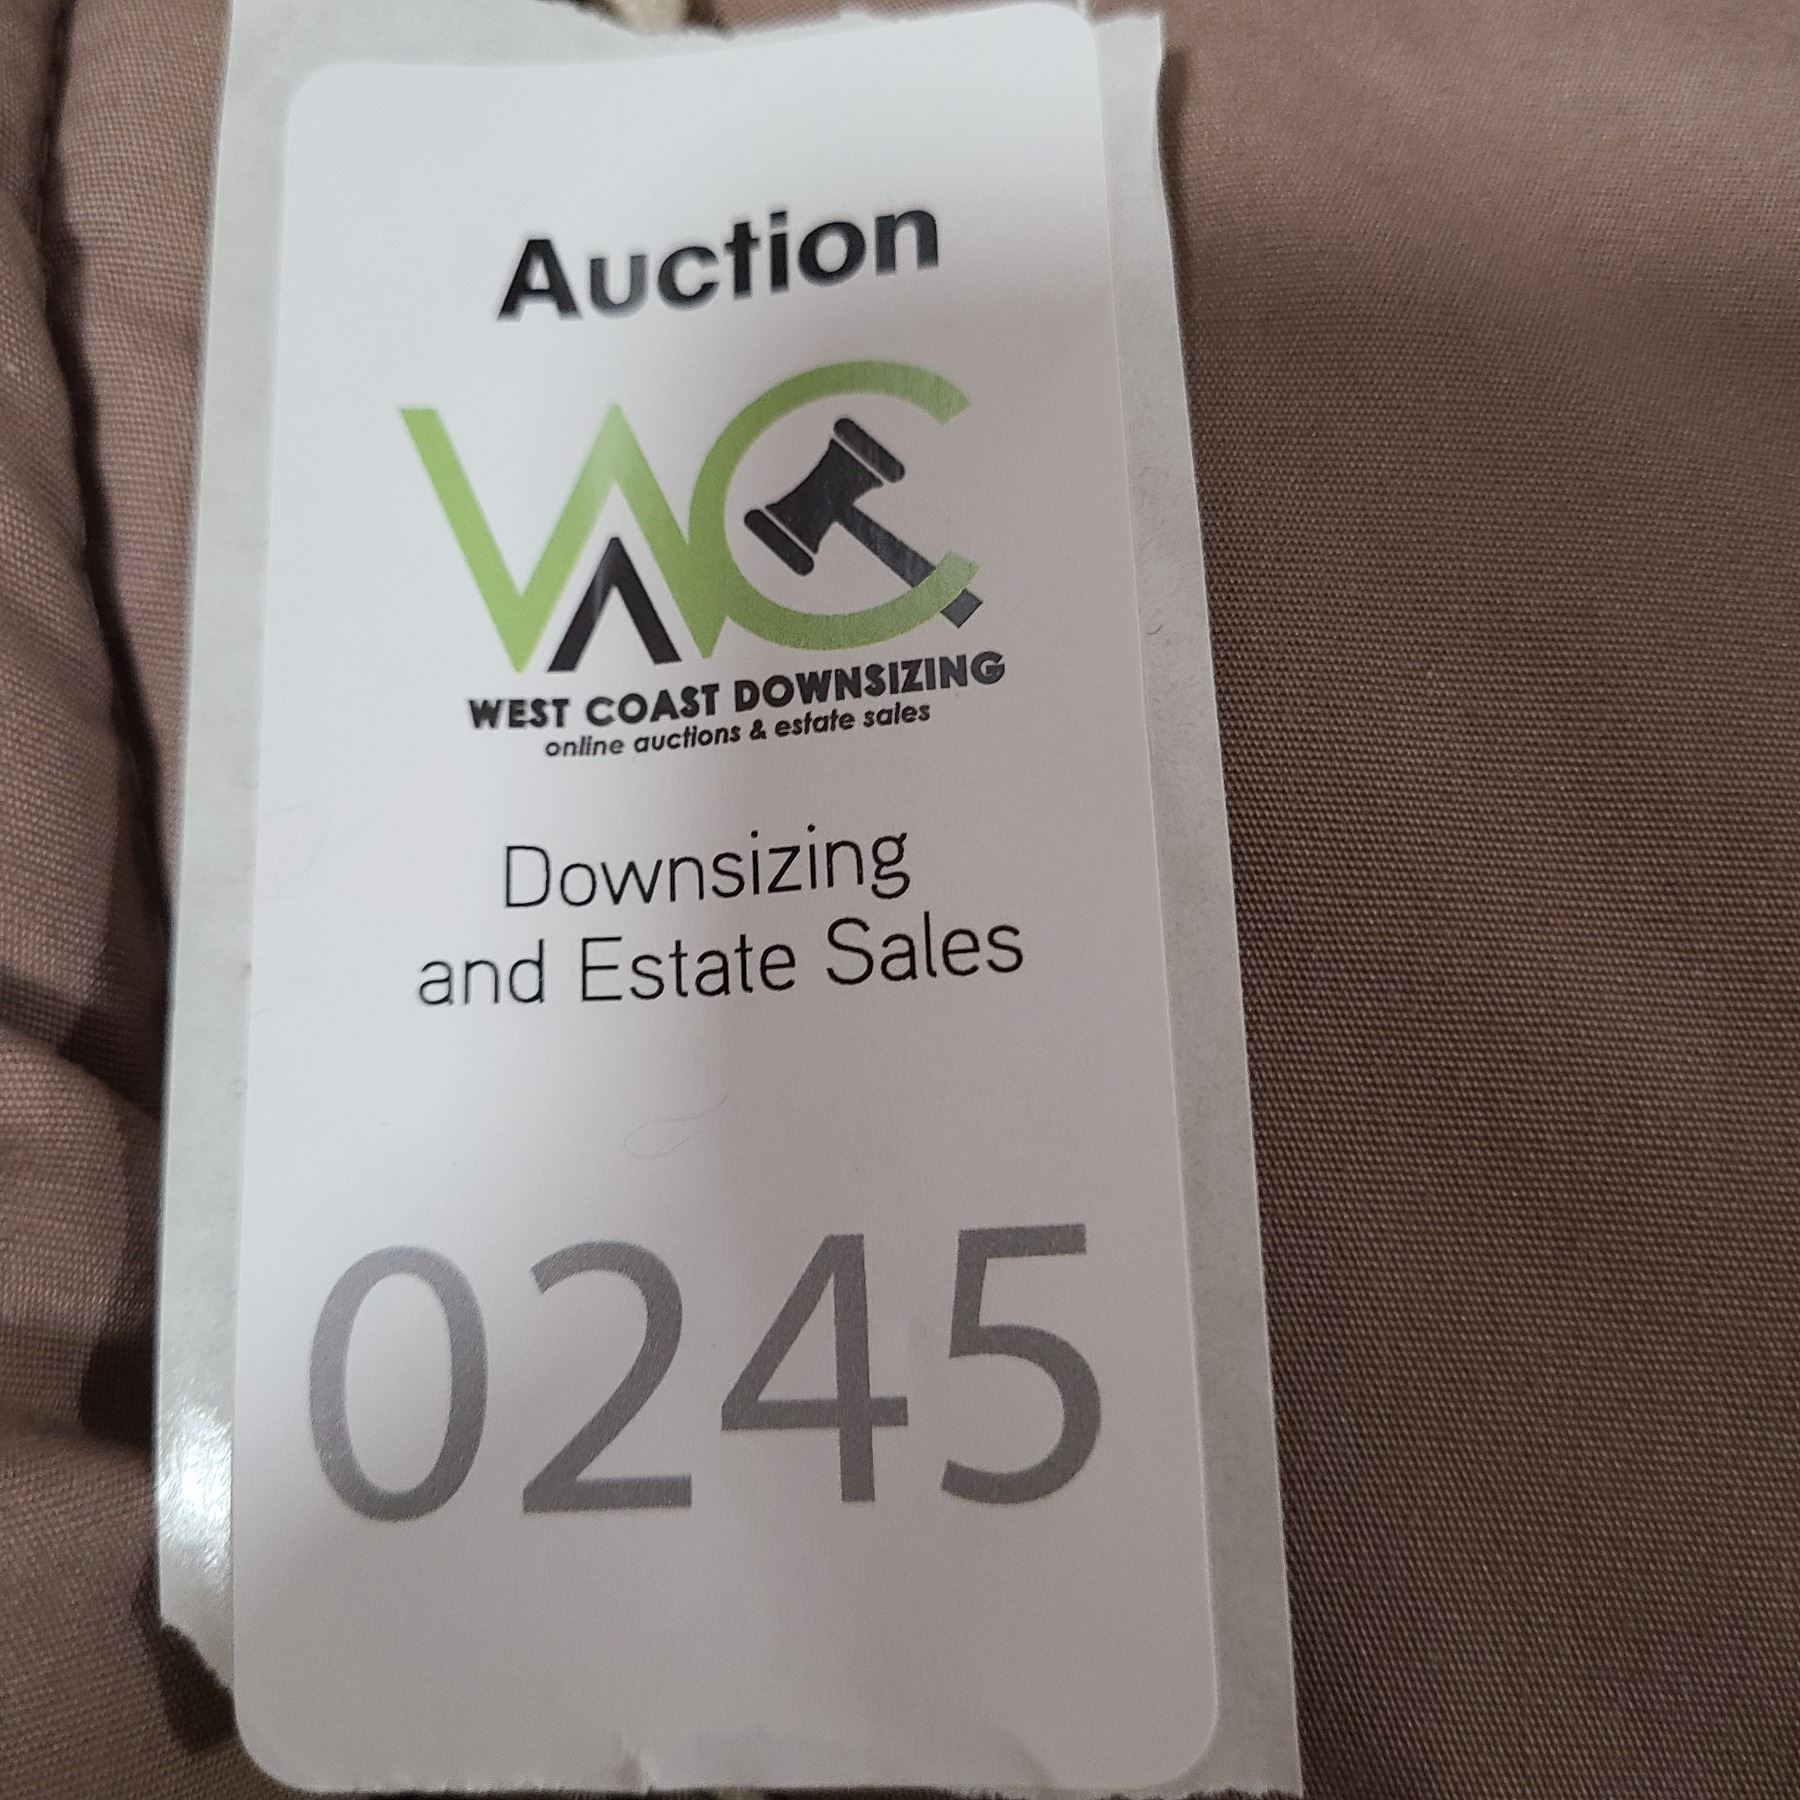 Auction
WC
WEST COAST DOWNSIZING
online auctions & estate sales
Downsizing
and Estate Sales
0245